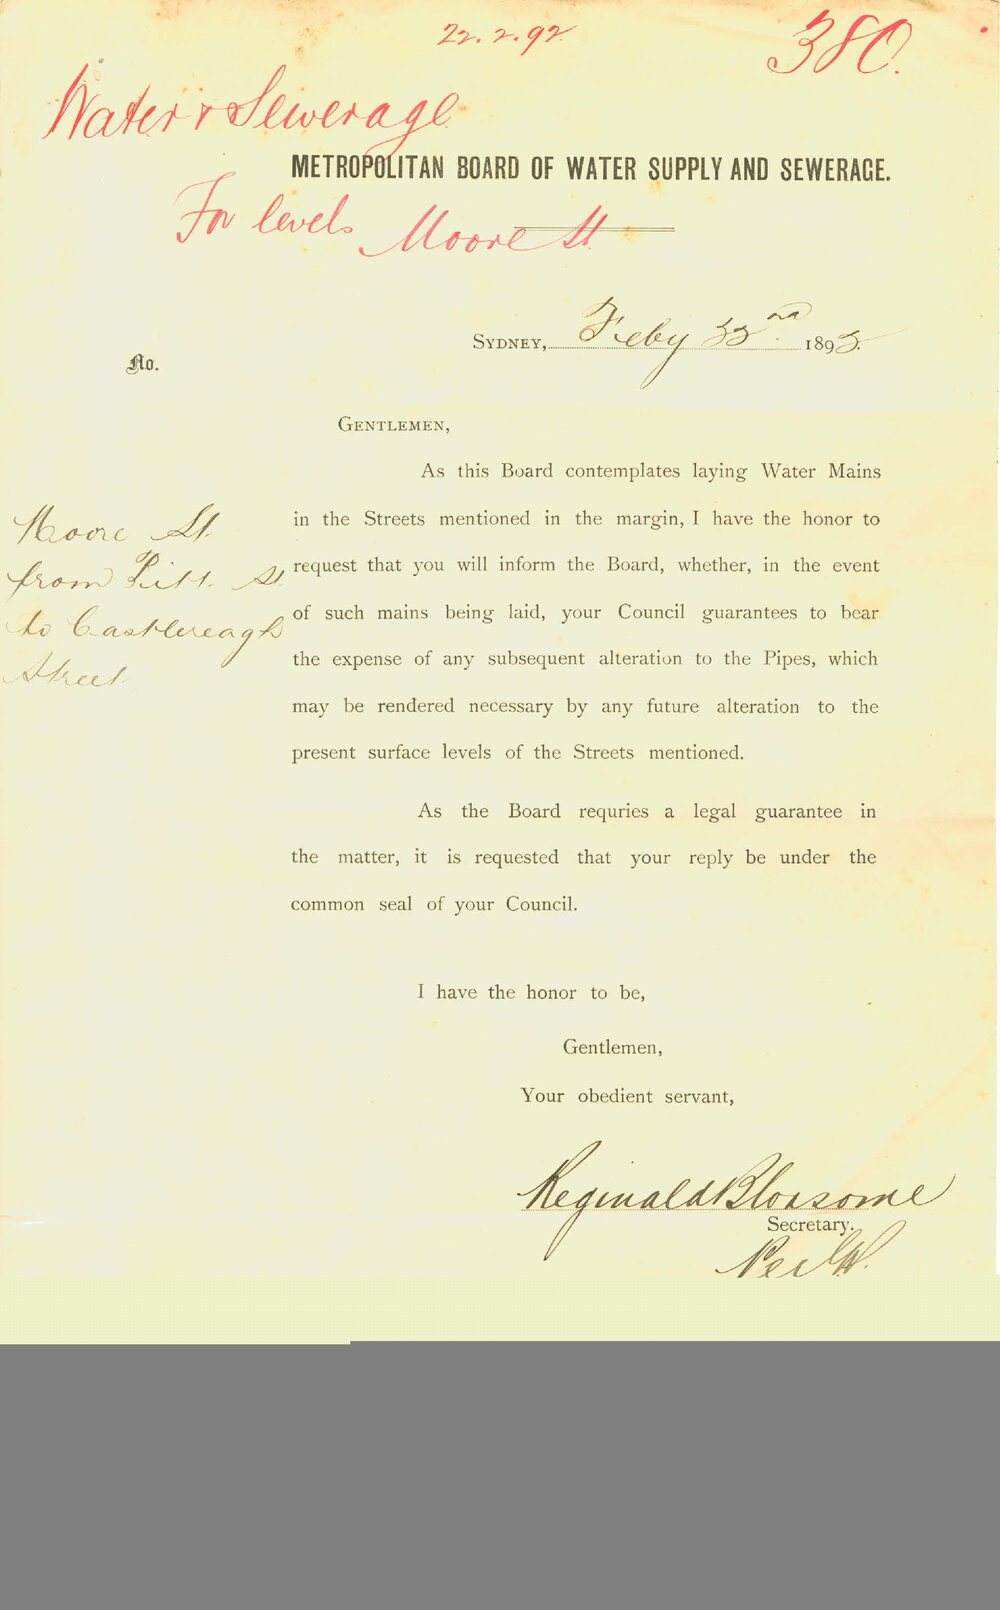 22.2.92
380.
Water & Sewerage
METROPOLITAN BOARD OF WATER SUPPLY AND SEWERAGE.
For levels Moore St.
SYDNEY, Feby 22nd 1892.
No.
GENTLEMEN,
As this Board contemplates laying Water Mains
in the Streets mentioned in the margin, I have the honor to
request that you will inform the Board, whether, in the event
of such mains being laid, your Council guarantees to bear
the expense of any subsequent alteration to the Pipes, which
may be rendered necessary by any future alteration to the
present surface levels of the Streets mentioned.
Moore St.
from Pitt St
to Castlereagh
Street
As the Board requries a legal guarantee in
the matter, it is requested that your reply be under the
common seal of your Council.
I have the honor to be,
Gentlemen,
Your obedient servant,
Reginald Bloxsome
Secretary.
Per